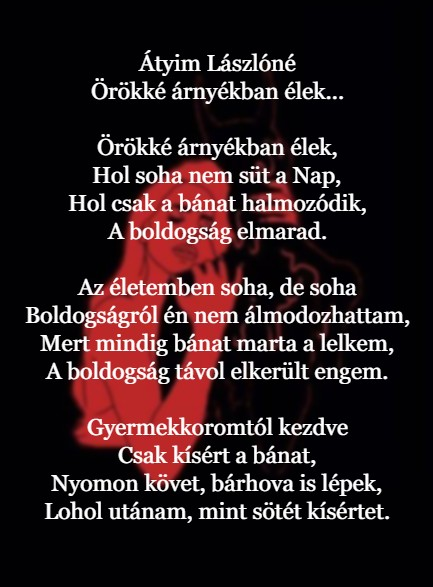 Átyim Lászlóné
Örökké árnyékban élek...
Örökké árnyékban élek,
Hol soha nem süt a Nap,
Hol csak a bánat halmozódik,
A boldogság elmarad.
Az életemben soha, de soha
Boldogságról én nem álmodozhattam,
Mert mindig bánat marta a lelkem,
A boldogság távol elkerült engem.
Gyermekkoromtól kezdve
Csak kísért a bánat,
Nyomon követ, bárhova is lépek,
Lohol utánam, mint sötét kísértet.